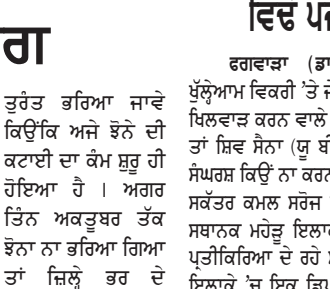 ਰਾ
ਤੁਰੰਤ ਭਰਿਆ ਜਾਵੇ
ਕਿਉਂਕਿ ਅਜੇ ਝੋਨੇ ਦੀ
ਕਟਾਈ ਦਾ ਕੰਮ ਸ਼ੁਰੂ ਹੀ
ਹੋਇਆ ਹੈ । ਅਗਰ
ਤਿੰਨ ਅਕਤੂਬਰ ਤੱਕ
ਝੋਨਾ ਨਾ ਭਰਿਆ ਗਿਆ
ਤਾਂ ਜ਼ਿਲ੍ਹੇ ਭਰ ਦੇ
ਵਿਢ
ਫਗਵਾੜਾ
ਖੁੱਲ੍ਹੇਆਮ ਵਿਕਰੀ 'ਤੇ
ਖਿਲਵਾੜ ਕਰਨ ਵਾਲੇ
ਤਾਂ ਸ਼ਿਵ ਸੈਨਾ (ਯੂ
ਸੰਘਰਸ਼ ਕਿਉਂ ਨਾ ਕਰਨ
ਸਕੱਤਰ ਕਮਲ ਸਰੋਜ
ਸਥਾਨਕ ਮਹੇੜੂ
ਪ੍ਰਤੀਕਿਰਿਆ ਦੇ ਰਹੇ
ਇਲਾਕੇ 'ਚ ਇਕ